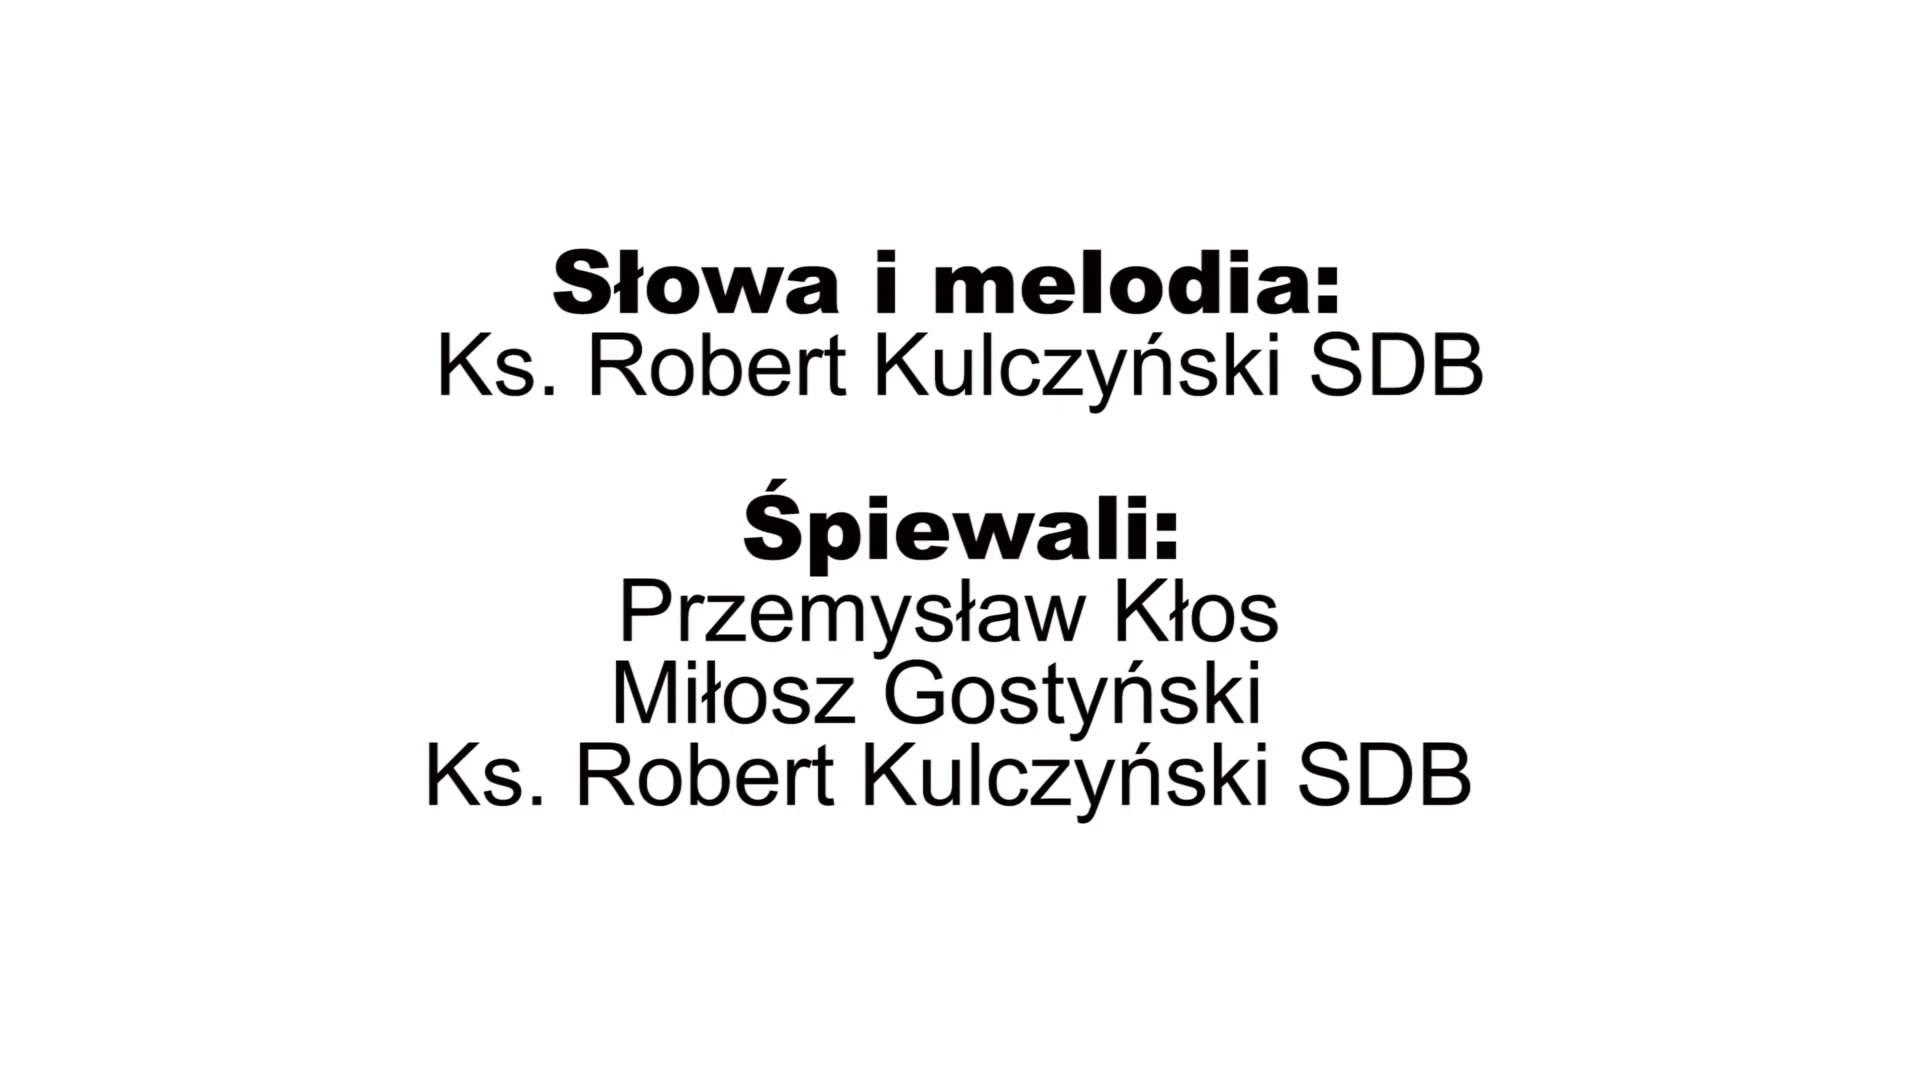 Słowa i melodia:
Ks. Robert Kulczyński SDB
Śpiewali:
Przemysław Kłos
Miłosz Gostyński
Ks. Robert Kulczyński SDB